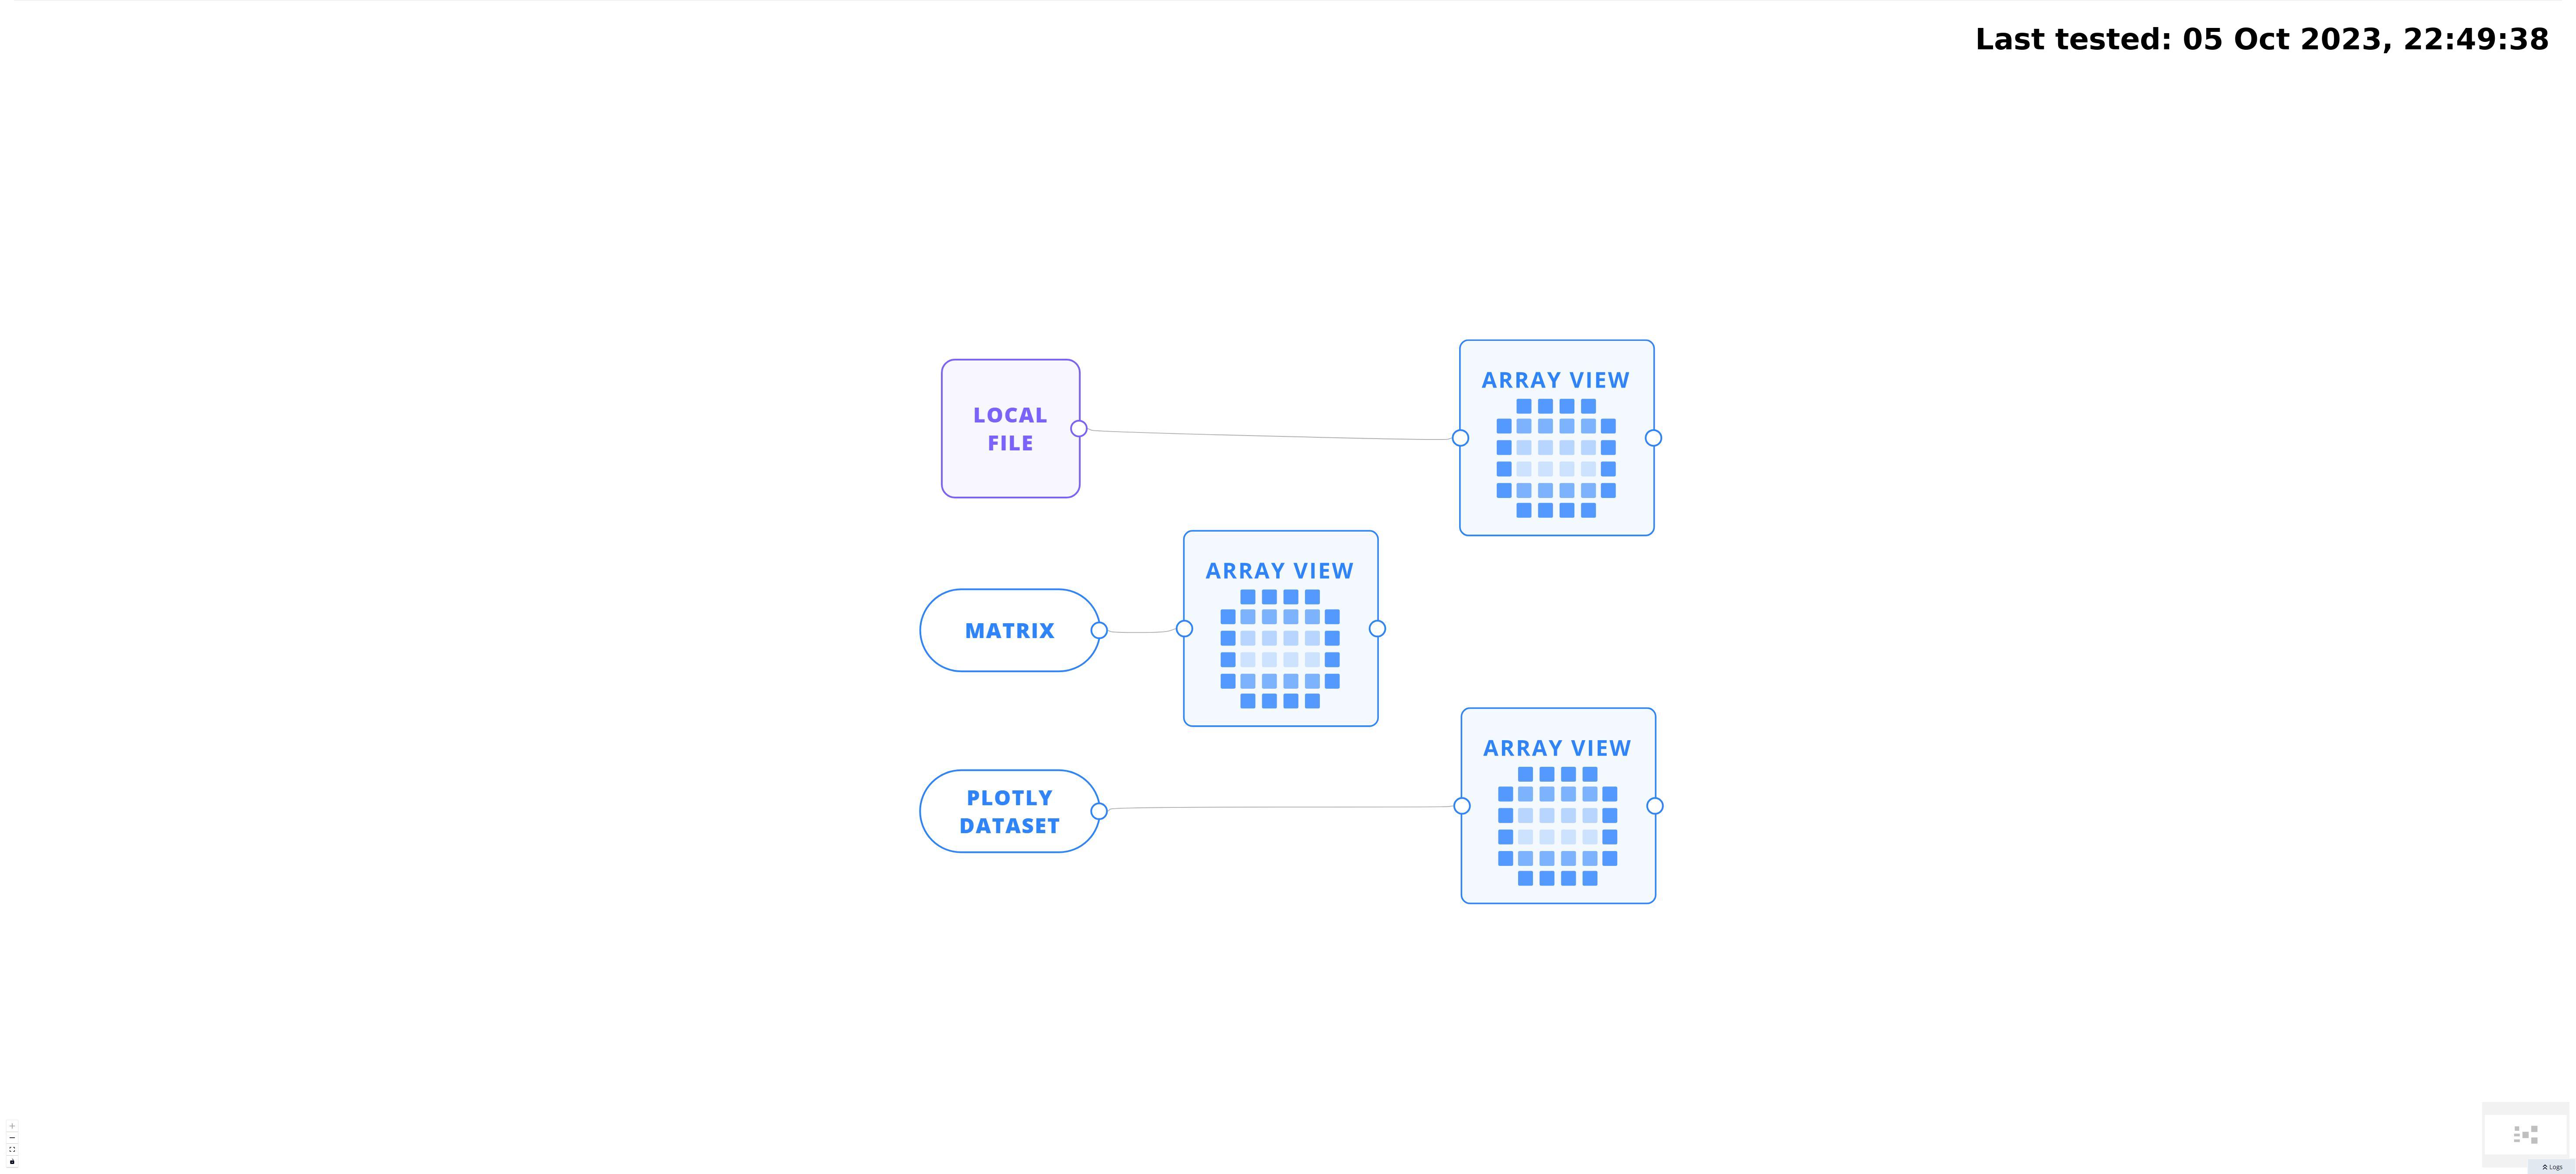 Last tested: 05 Oct 2023, 22:49:38
ARRAY VIEW
LOCAL
FILE
ARRAY VIEW
MATRIX
ARRAY VIEW
PLOTLY
DATASET
Logs